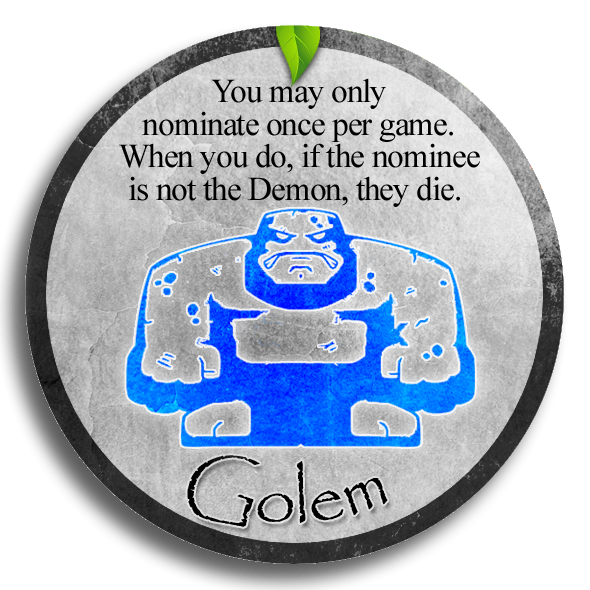 You may only
nominate once per game.
When you do, if the nominee
is not the Demon, they die.
Golem